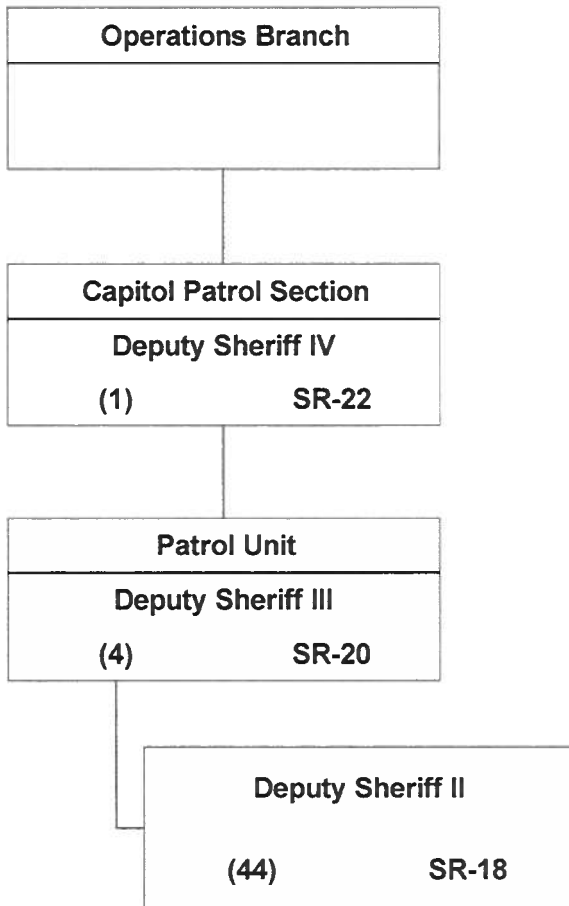 Operations Branch
Capitol Patrol Section
Deputy Sheriff IV
(1) SR-22
Patrol Unit
Deputy Sheriff III
(4) SR-20
Deputy Sheriff II
(44) SR-18